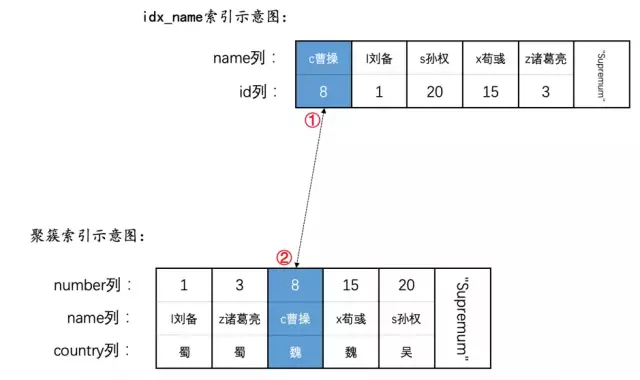 idx_name索引示意图：
name列： c曹操 l刘备 s孙权 x荀彧 z诸葛亮 "Supremum"
id列： 8 1 20 15 3
①
聚簇索引示意图：
②
number列： 1 3 8 15 20 "Supremum"
name列： l刘备 z诸葛亮 c曹操 x荀彧 s孙权
country列： 蜀 蜀 魏 魏 吴